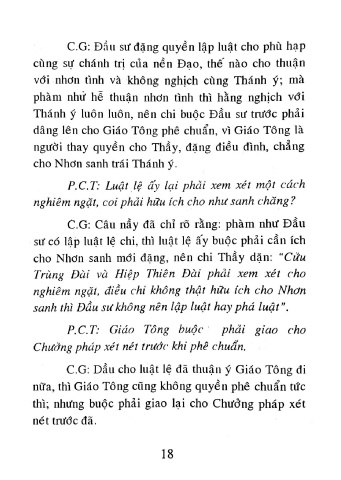 C.G: Đầu sư đặng quyền lập luật cho phù hạp
cùng sự chánh trị của nền Đạo, thế nào cho thuận
với nhơn tình và không nghịch cùng Thánh ý; mà
phàm như hễ thuận nhơn tình thì hằng nghịch với
Thánh ý luôn luôn, nên chi buộc Đầu sư trước phải
dâng lên cho Giáo Tông phê chuẩn, vì Giáo Tông là
người thay quyền cho Thầy, đặng điều đình, chẳng
cho Nhơn sanh trái Thánh ý.
P.C.T: Luật lệ ấy lại phải xem xét một cách
nghiêm ngặt, coi phải hữu ích cho như sanh chăng?
C.G: Câu nầy đã chỉ rõ rằng: phàm như Đầu
sư có lập luật lệ chi, thì luật lệ ấy buộc phải cần ích
cho Nhơn sanh mới đặng, nên chi Thầy dặn: "Cửu
Trùng Đài và Hiệp Thiên Đài phải xem xét cho
nghiêm ngặt, điều chi không thật hữu ích cho Nhơn
sanh thì Đầu sư không nên lập luật hay phá luật".
P.C.T: Giáo Tông buộc phải giao cho
Chưởng pháp xét nét trước khi phê chuẩn.
C.G: Dầu cho luật lệ đã thuận ý Giáo Tông đi
nữa, thì Giáo Tông cũng không quyền phê chuẩn tức
thì; nhưng buộc phải giao lại cho Chưởng pháp xét
nét trước đã.
18